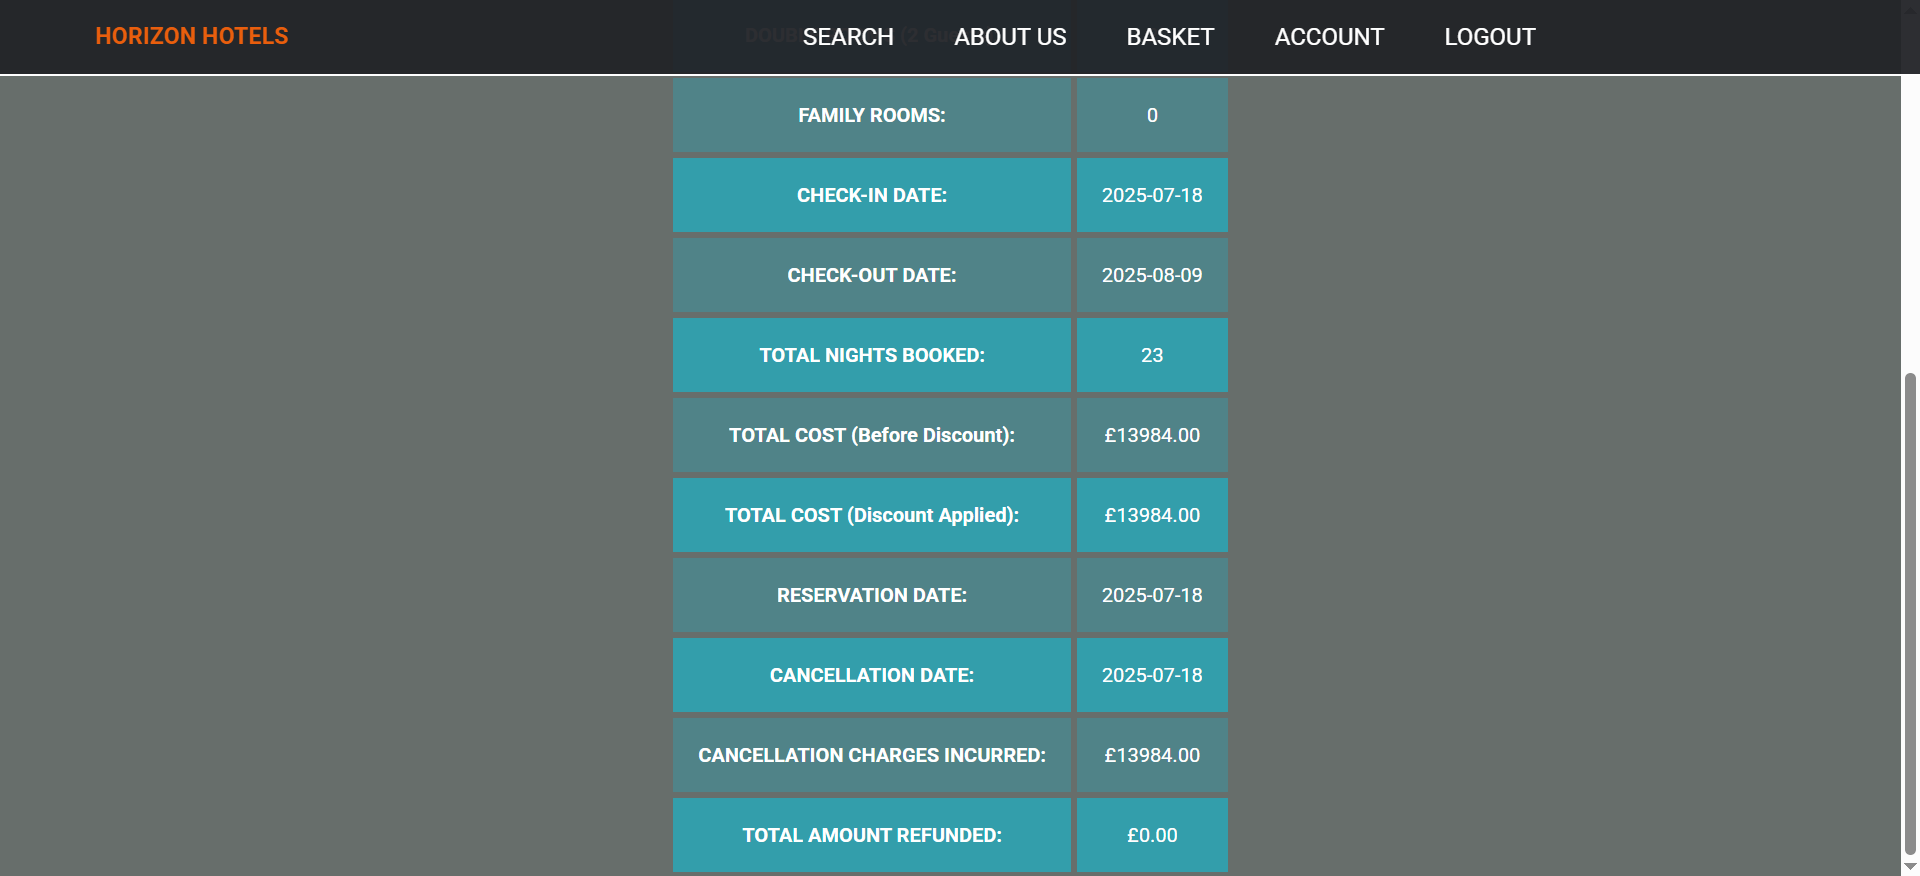 HORIZON HOTELS
SEARCH ABOUT US BASKET ACCOUNT LOGOUT
FAMILY ROOMS: 0
CHECK-IN DATE: 2025-07-18
CHECK-OUT DATE: 2025-08-09
TOTAL NIGHTS BOOKED: 23
TOTAL COST (Before Discount): £13984.00
TOTAL COST (Discount Applied): £13984.00
RESERVATION DATE: 2025-07-18
CANCELLATION DATE: 2025-07-18
CANCELLATION CHARGES INCURRED: £13984.00
TOTAL AMOUNT REFUNDED: £0.00